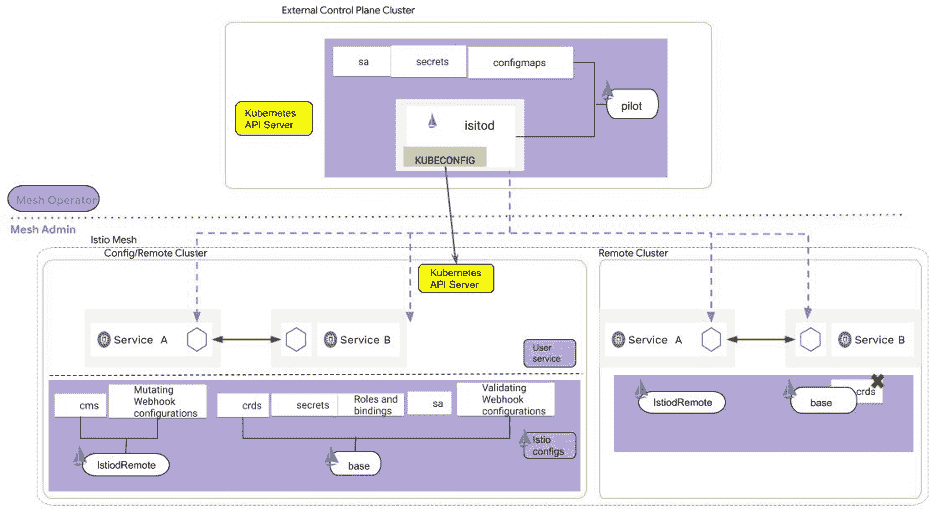 External Control Plane Cluster
sa
secrets
configmaps
Kubernetes
API Server
pilot
isitod
KUBECONFIG
Mesh Operator
Mesh Admin
Istio Mesh
Config/Remote Cluster
Remote Cluster
Kubernetes
API Server
Service A
Service B
Service A
Service B
User
service
cms
Mutating
Webhook
configurations
crds
secrets
Roles and
bindings
sa
Validating
Webhook
configurations
IstiodRemote
base
Istio
configs
IstiodRemote
base
crds